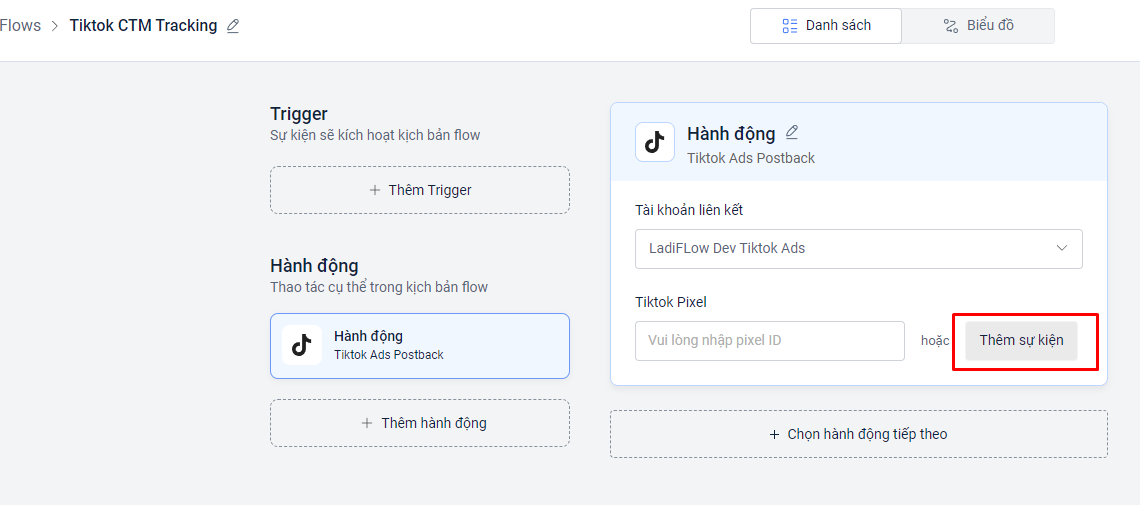 Flows > Tiktok CTM Tracking
Danh sách
Biểu đồ
Trigger
Sự kiện sẽ kích hoạt kịch bản flow
+ Thêm Trigger
Hành động
Thao tác cụ thể trong kịch bản flow
Hành động
Tiktok Ads Postback
+ Thêm hành động
Hành động
Tiktok Ads Postback
Tài khoản liên kết
LadiFLow Dev Tiktok Ads
Tiktok Pixel
Vui lòng nhập pixel ID
hoặc
Thêm sự kiện
+ Chọn hành động tiếp theo